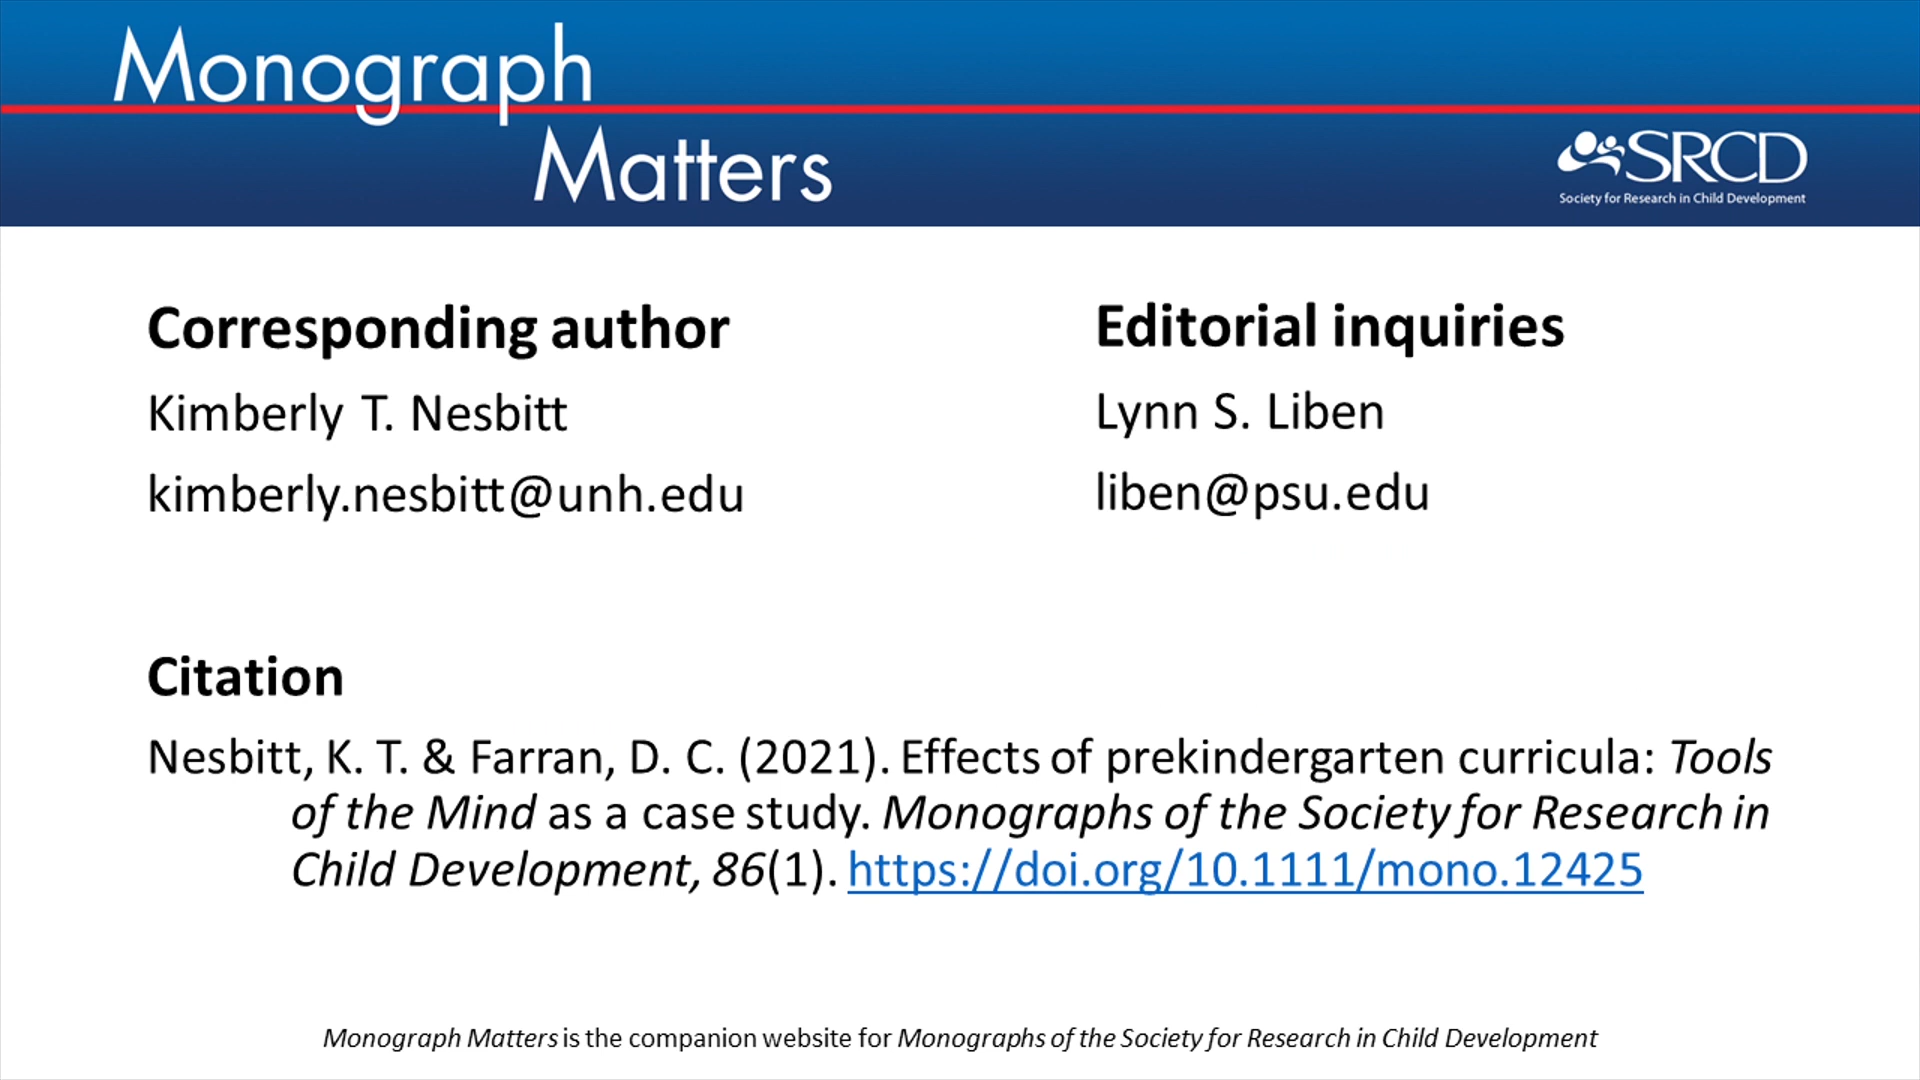 Monograph
Matters
SRCD
Society for Research in Child Development
Corresponding author
Kimberly T. Nesbitt
kimberly.nesbitt@unh.edu
Editorial inquiries
Lynn S. Liben
liben@psu.edu
Citation
Nesbitt, K. T. & Farran, D. C. (2021). Effects of prekindergarten curricula: Tools
of the Mind as a case study. Monographs of the Society for Research in
Child Development, 86(1). https://doi.org/10.1111/mono.12425
Monograph Matters is the companion website for Monographs of the Society for Research in Child Development